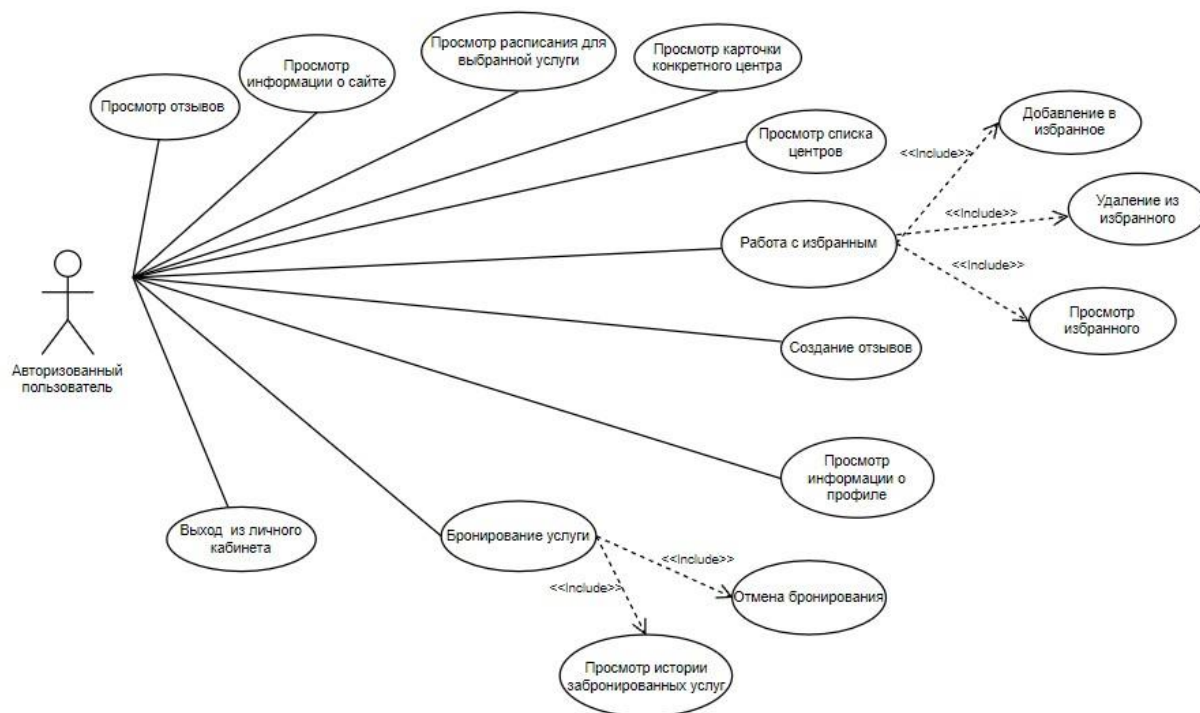 Просмотр расписания для
выбранной услуги
Просмотр карточки
конкретного центра
Просмотр
информации о сайте
Просмотр отзывов
Просмотр списка
центров
Добавление в
избранное
<<Include>>
Удаление из
избранного
<<Include>>
Работа с избранным
<<Include>>
Просмотр
избранного
Создание отзывов
Авторизованный
пользователь
Просмотр
информации о
профиле
Выход из личного
кабинета
Бронирование услуги
<<Include>>
<<Include>>
Отмена бронирования
Просмотр истории
забронированных услуг